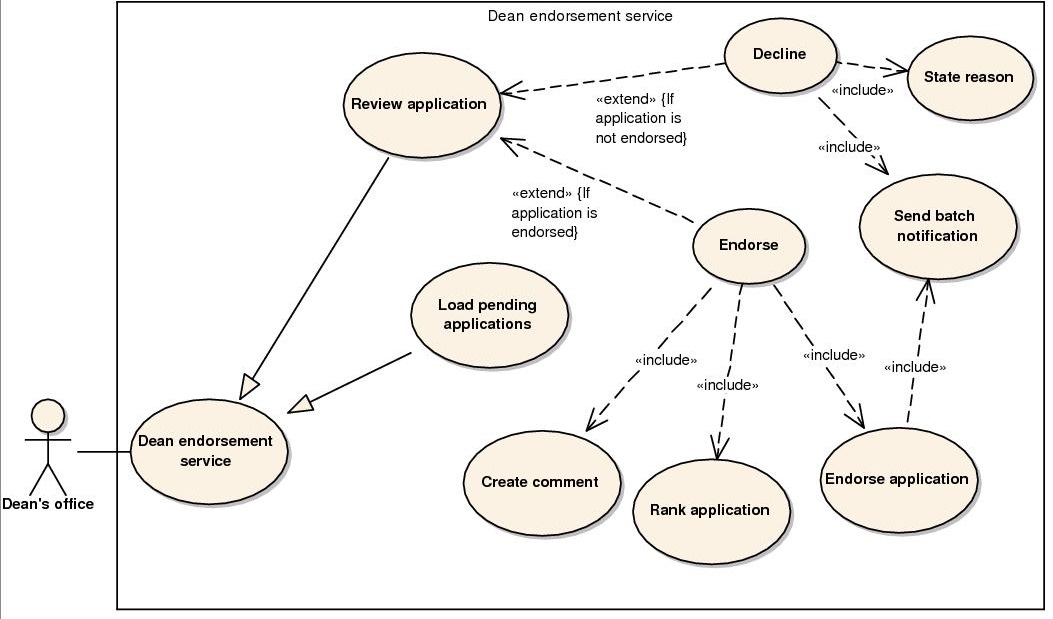 Dean endorsement service
Decline
State reason
Review application
«include»
«extend» {If
application is
not endorsed}
«include»
«extend» {If
application is
endorsed}
Send batch
notification
Endorse
Load pending
applications
«include»
«include»
«include»
«include»
Dean endorsement
service
Create comment
Rank application
Endorse application
Dean's office